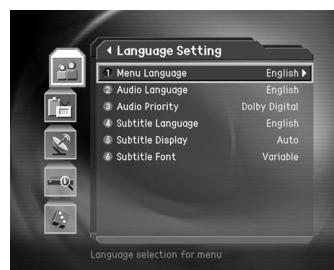 Language Setting
1 Menu Language English
2 Audio Language English
3 Audio Priority Dolby Digital
4 Subtitle Language English
5 Subtitle Display Auto
6 Subtitle Font Variable
Language selection for menu